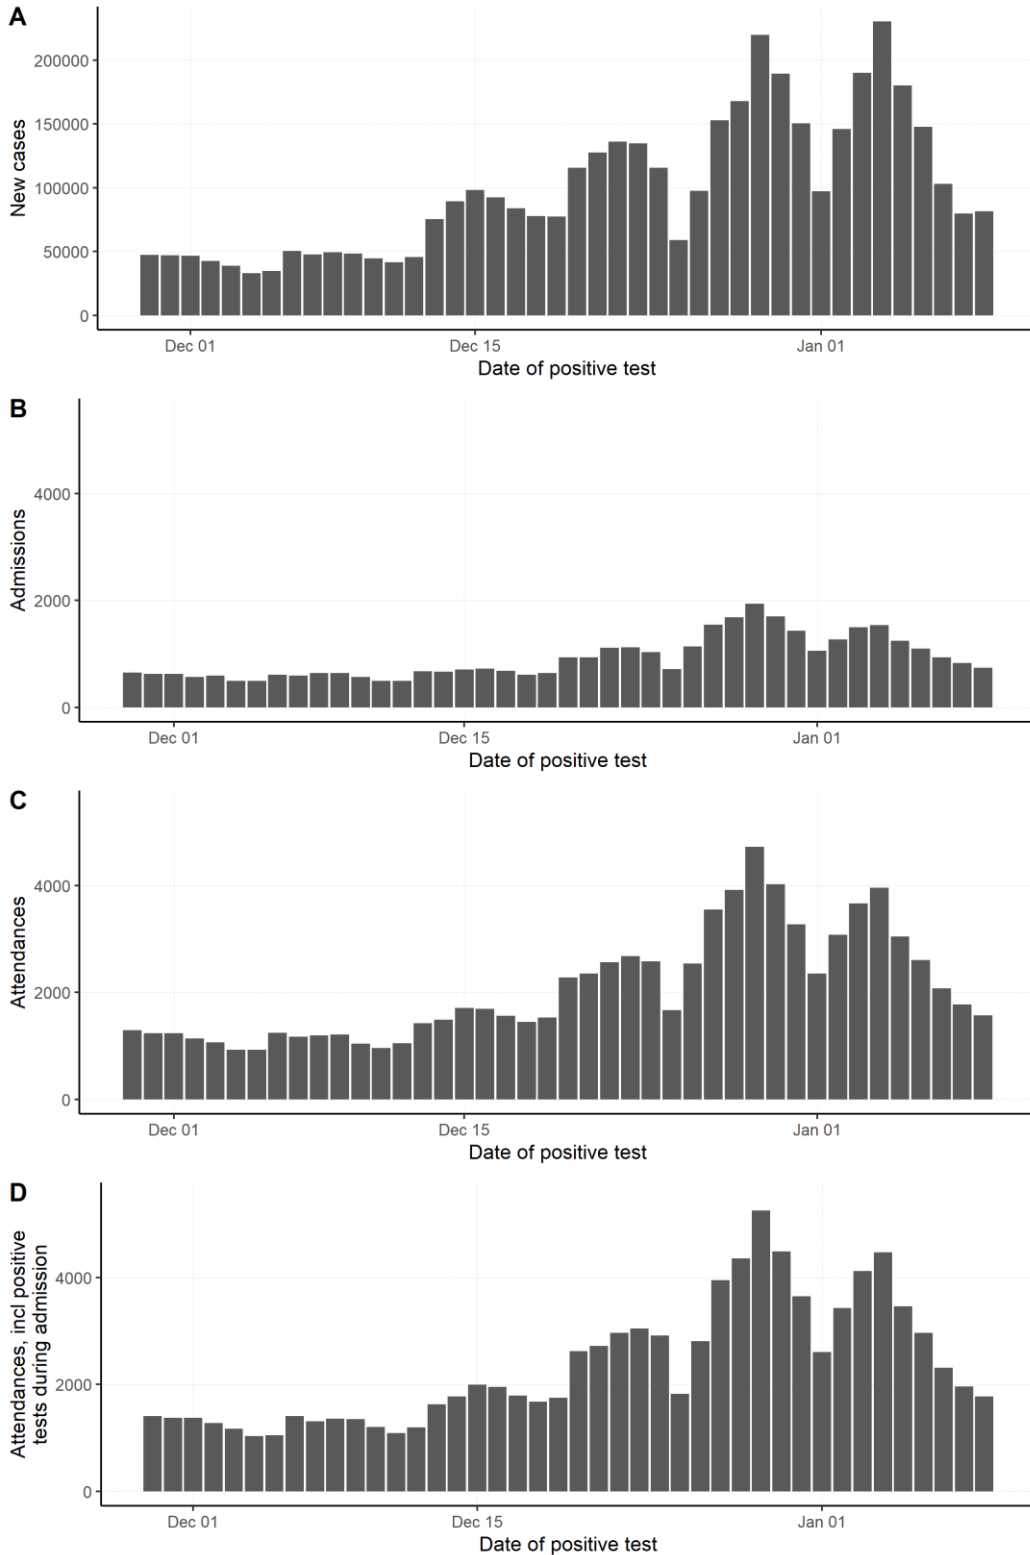 A
200000
150000
100000
50000
0
New cases
Dec 01 Dec 15 Jan 01
Date of positive test
B
4000
2000
0
Admissions
Dec 01 Dec 15 Jan 01
Date of positive test
C
4000
2000
0
Attendances
Dec 01 Dec 15 Jan 01
Date of positive test
D
4000
2000
0
Attendances, incl positive
tests during admission
Dec 01 Dec 15 Jan 01
Date of positive test